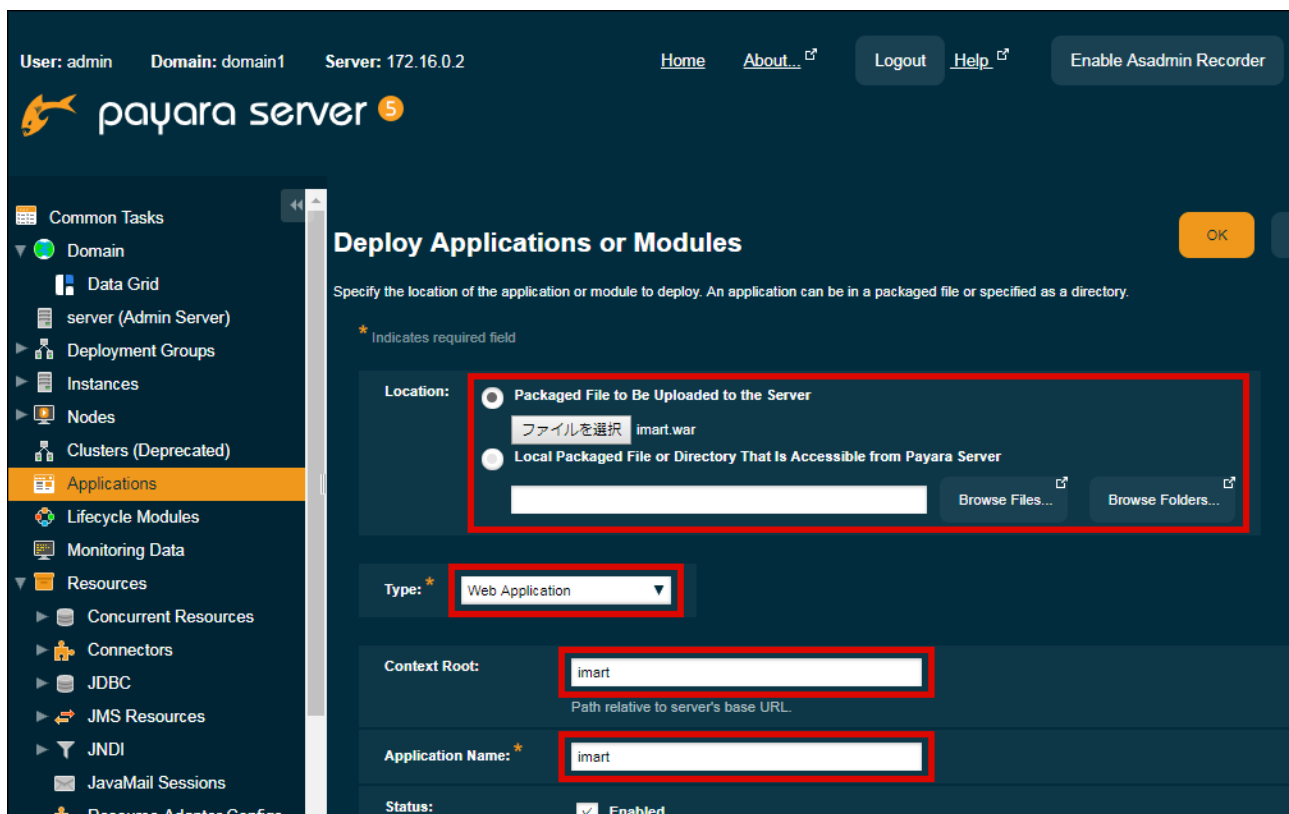 User: admin Domain: domain1 Server: 172.16.0.2 Home About... Logout Help Enable Asadmin Recorder
payara server 5
Common Tasks
Domain
Data Grid
server (Admin Server)
Deployment Groups
Instances
Nodes
Clusters (Deprecated)
Applications
Lifecycle Modules
Monitoring Data
Resources
Concurrent Resources
Connectors
JDBC
JMS Resources
JNDI
JavaMail Sessions
Resource Adapter Configs
Deploy Applications or Modules
OK
Specify the location of the application or module to deploy. An application can be in a packaged file or specified as a directory.
* Indicates required field
Location: Packaged File to Be Uploaded to the Server
ファイルを選択 imart.war
Local Packaged File or Directory That Is Accessible from Payara Server
Browse Files... Browse Folders...
Type: * Web Application
Context Root: imart
Path relative to server's base URL.
Application Name: * imart
Status: Enabled